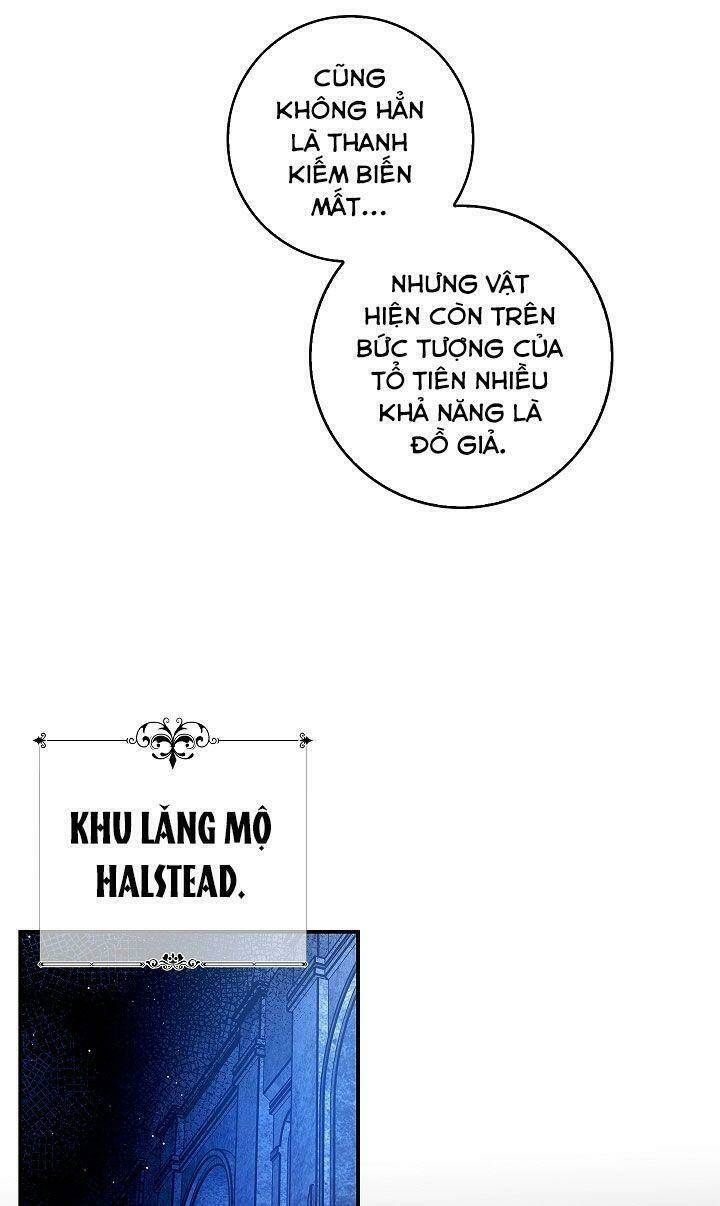 CŨNG
KHÔNG HẲN
LÀ THANH
KIẾM BIẾN
MẤT...
NHƯNG VẬT
HIỆN CÒN TRÊN
BỨC TƯỢNG CỦA
TỔ TIÊN NHIỀU
KHẢ NĂNG LÀ
ĐỒ GIẢ.
KHU LĂNG MỘ
HALSTEAD.